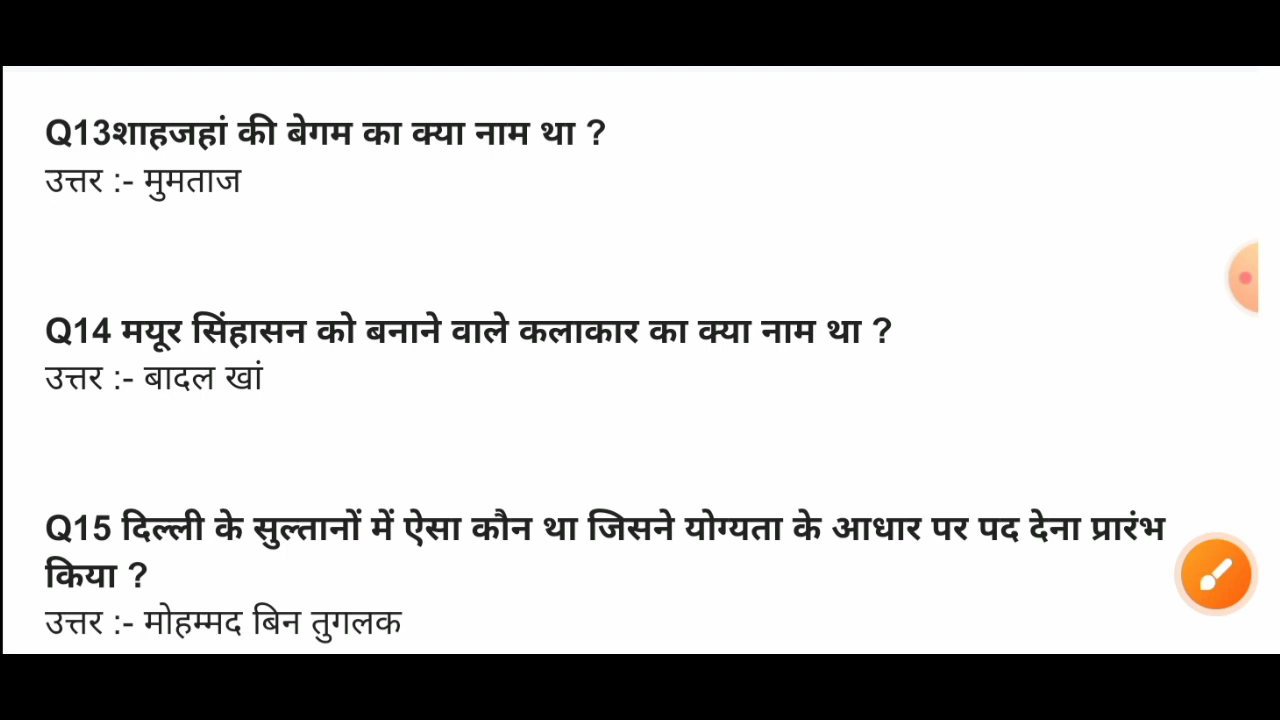 Q13शाहजहां की बेगम का क्या नाम था ?
उत्तर :- मुमताज
Q14 मयूर सिंहासन को बनाने वाले कलाकार का क्या नाम था ?
उत्तर :- बादल खां
Q15 दिल्ली के सुल्तानों में ऐसा कौन था जिसने योग्यता के आधार पर पद देना प्रारंभ
किया ?
उत्तर :- मोहम्मद बिन तुगलक